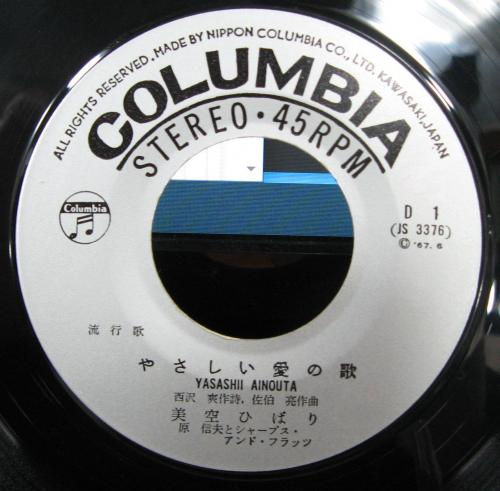 ALL RIGHTS RESERVED. MADE BY NIPPON COLUMBIA CO., LTD. KAWASAKI, JAPAN
COLUMBIA
STEREO・45RPM
Columbia
D 1
(JS 3376)
Ⓒ '67. 6
流行歌
やさしい愛の歌
YASASHII AINOUTA
西沢 爽作詩, 佐伯 亮作曲
美空ひばり
原 信夫とシャープス・
アンド・フラッツ